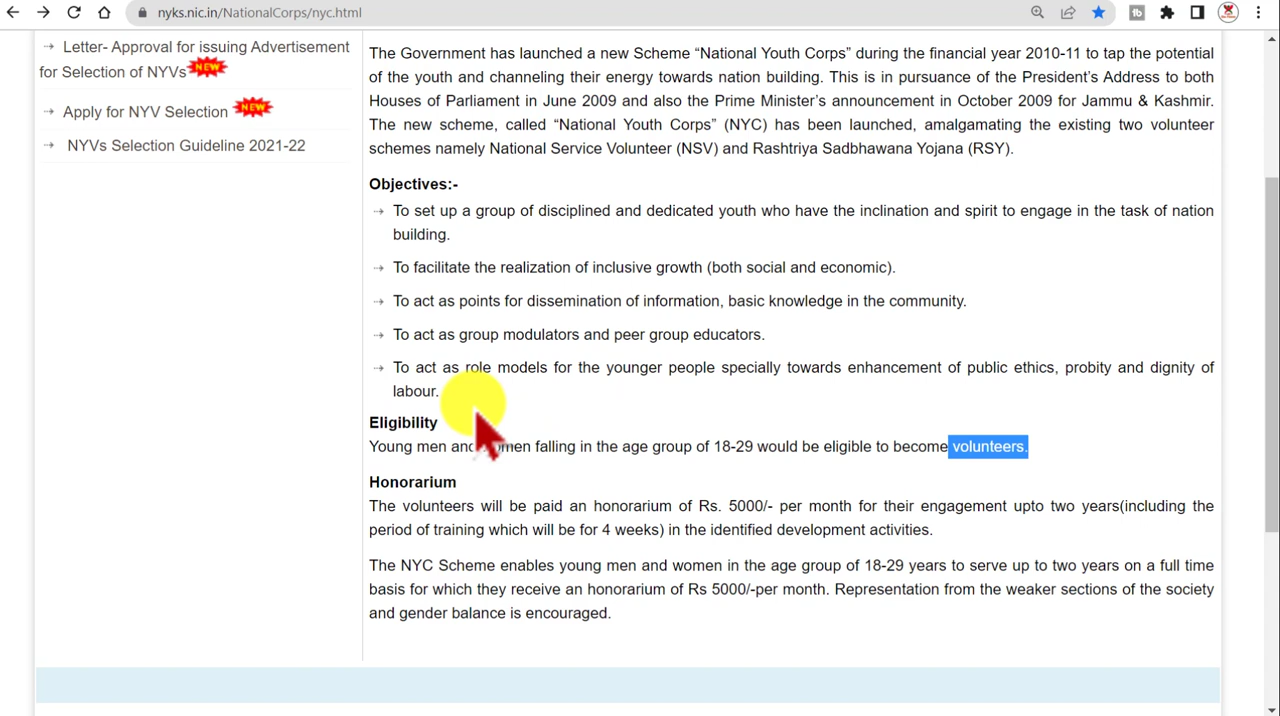 nyks.nic.in/NationalCorps/nyc.html
Letter- Approval for issuing Advertisement
for Selection of NYVs NEW
Apply for NYV Selection NEW
NYVs Selection Guideline 2021-22
The Government has launched a new Scheme “National Youth Corps” during the financial year 2010-11 to tap the potential
of the youth and channeling their energy towards nation building. This is in pursuance of the President’s Address to both
Houses of Parliament in June 2009 and also the Prime Minister’s announcement in October 2009 for Jammu & Kashmir.
The new scheme, called “National Youth Corps” (NYC) has been launched, amalgamating the existing two volunteer
schemes namely National Service Volunteer (NSV) and Rashtriya Sadbhawana Yojana (RSY).
Objectives:-
To set up a group of disciplined and dedicated youth who have the inclination and spirit to engage in the task of nation
building.
To facilitate the realization of inclusive growth (both social and economic).
To act as points for dissemination of information, basic knowledge in the community.
To act as group modulators and peer group educators.
To act as role models for the younger people specially towards enhancement of public ethics, probity and dignity of
labour.
Eligibility
Young men and women falling in the age group of 18-29 would be eligible to become volunteers.
Honorarium
The volunteers will be paid an honorarium of Rs. 5000/- per month for their engagement upto two years(including the
period of training which will be for 4 weeks) in the identified development activities.
The NYC Scheme enables young men and women in the age group of 18-29 years to serve up to two years on a full time
basis for which they receive an honorarium of Rs 5000/-per month. Representation from the weaker sections of the society
and gender balance is encouraged.